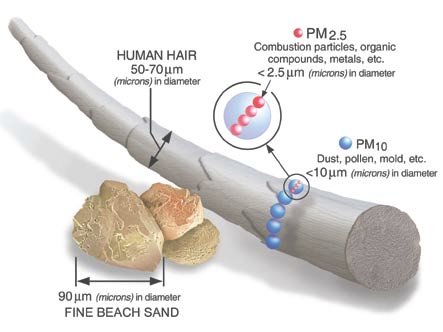 HUMAN HAIR
50-70µm
(microns) in diameter
PM2.5
Combustion particles, organic
compounds, metals, etc.
<2.5µm (microns) in diameter
PM10
Dust, pollen, mold, etc.
<10µm (microns) in diameter
90µm (microns) in diameter
FINE BEACH SAND